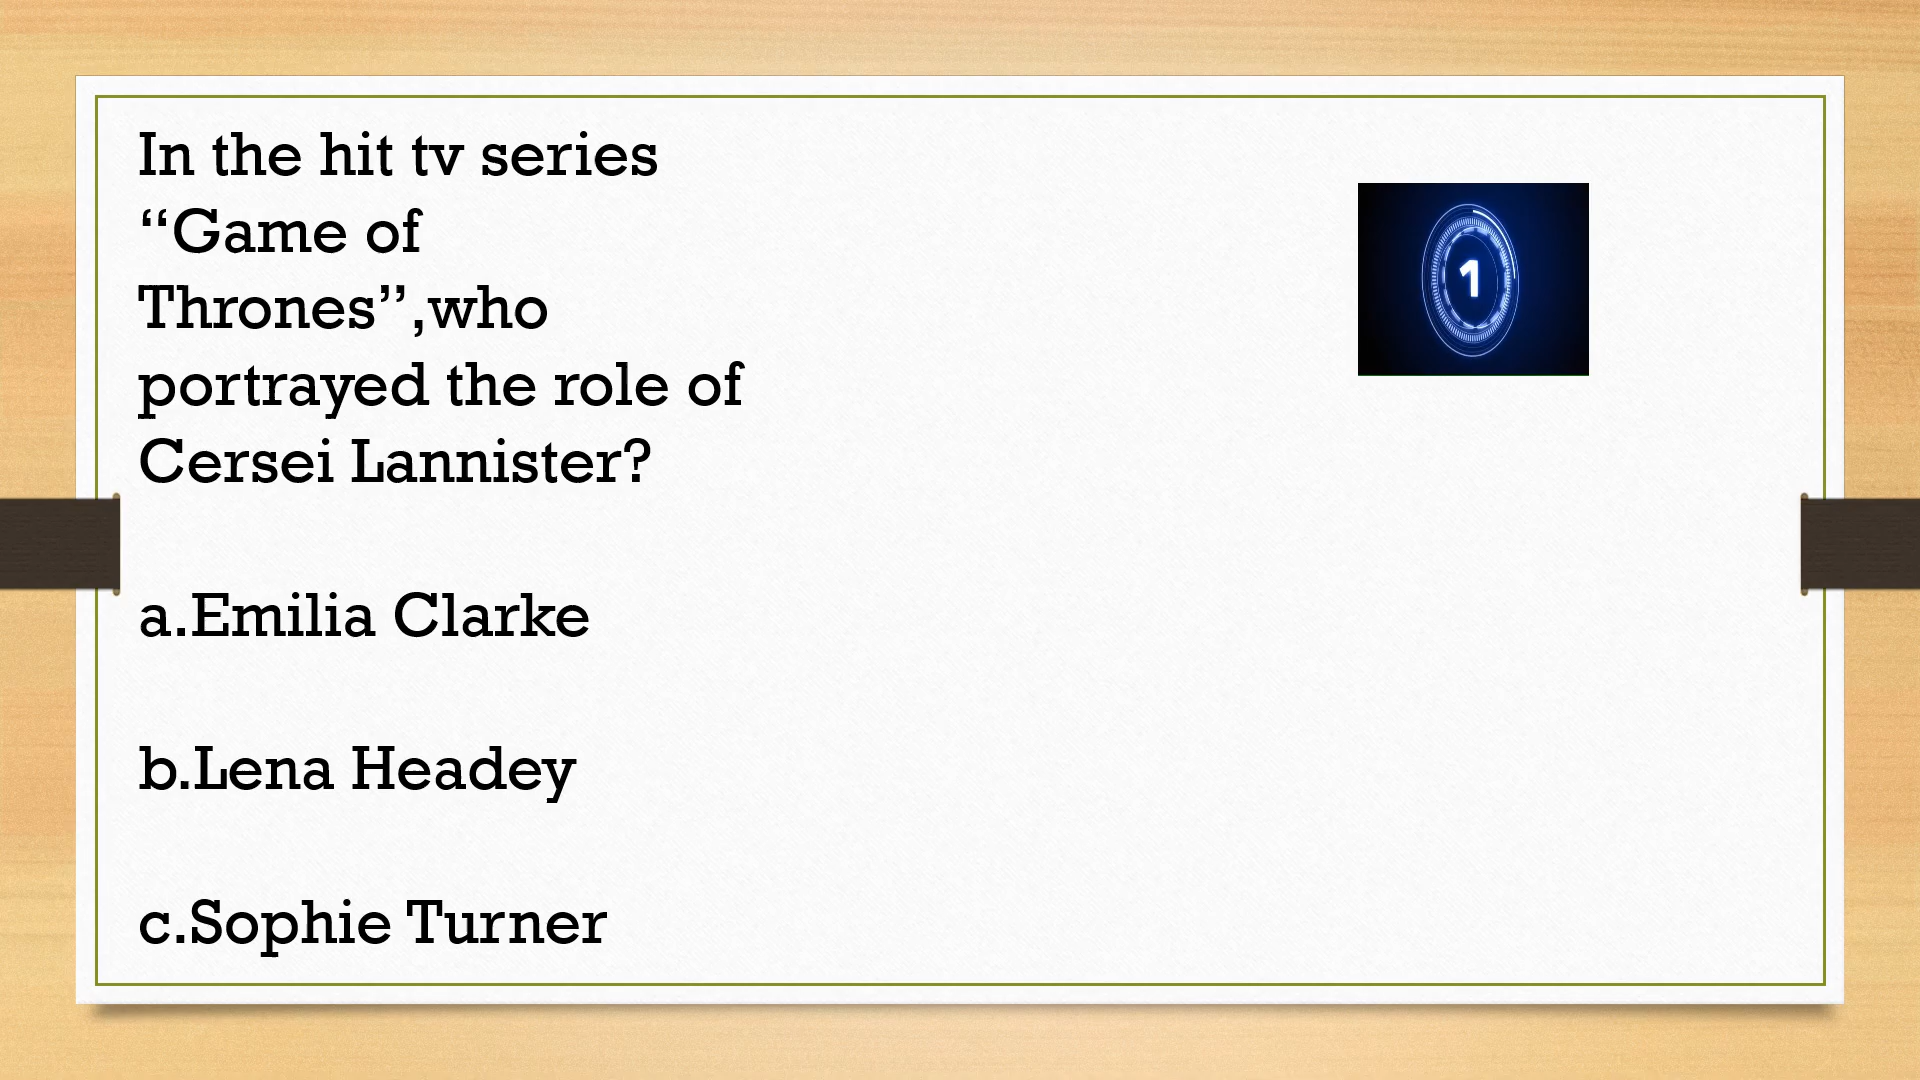 In the hit tv series
“Game of
Thrones”,who
portrayed the role of
Cersei Lannister?
a.Emilia Clarke
b.Lena Headey
c.Sophie Turner
1